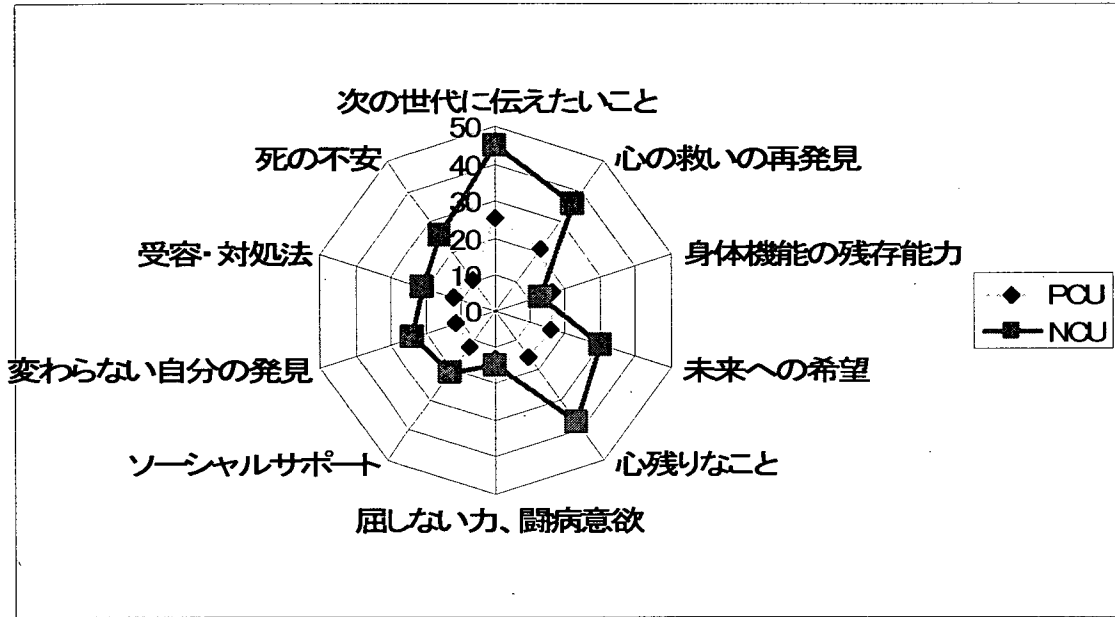 次の世代に伝えたいこと
心の救いの再発見
身体機能の残存能力
未来への希望
心残りなこと
屈しない力、闘病意欲
ソーシャルサポート
変わらない自分の発見
受容・対処法
死の不安
50
40
30
20
10
0
PCU
NCU